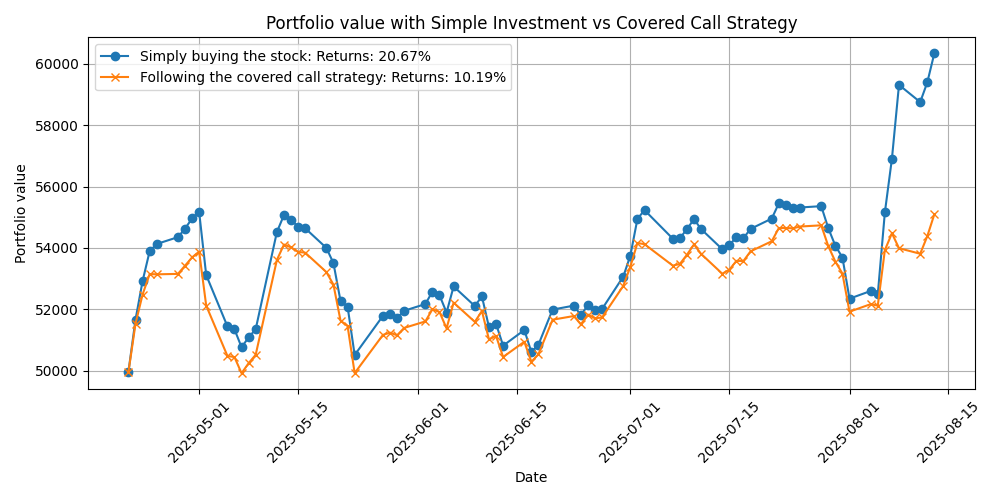 Portfolio value with Simple Investment vs Covered Call Strategy
Simply buying the stock: Returns: 20.67%
Following the covered call strategy: Returns: 10.19%
Portfolio value
60000
58000
56000
54000
52000
50000
2025-05-01
2025-05-15
2025-06-01
2025-06-15
2025-07-01
2025-07-15
2025-08-01
2025-08-15
Date